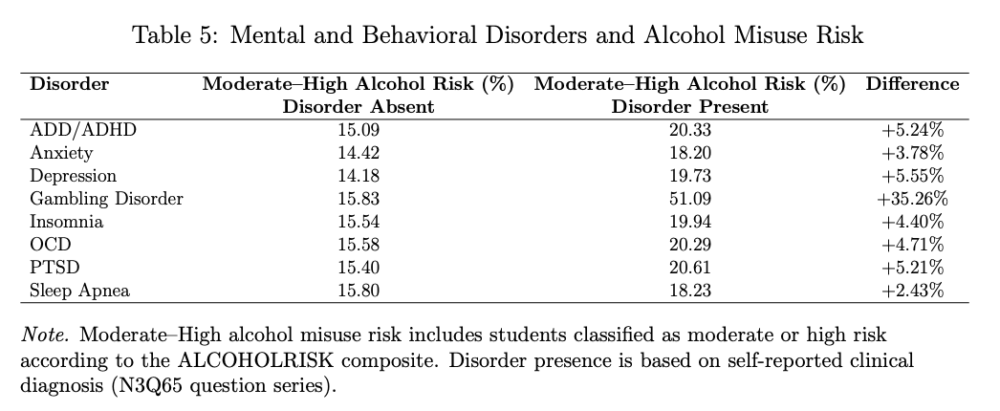 Table 5: Mental and Behavioral Disorders and Alcohol Misuse Risk
Disorder Moderate–High Alcohol Risk (%) Moderate–High Alcohol Risk (%) Difference
Disorder Absent Disorder Present
ADD/ADHD 15.09 20.33 +5.24%
Anxiety 14.42 18.20 +3.78%
Depression 14.18 19.73 +5.55%
Gambling Disorder 15.83 51.09 +35.26%
Insomnia 15.54 19.94 +4.40%
OCD 15.58 20.29 +4.71%
PTSD 15.40 20.61 +5.21%
Sleep Apnea 15.80 18.23 +2.43%
Note. Moderate–High alcohol misuse risk includes students classified as moderate or high risk
according to the ALCOHOLRISK composite. Disorder presence is based on self-reported clinical
diagnosis (N3Q65 question series).